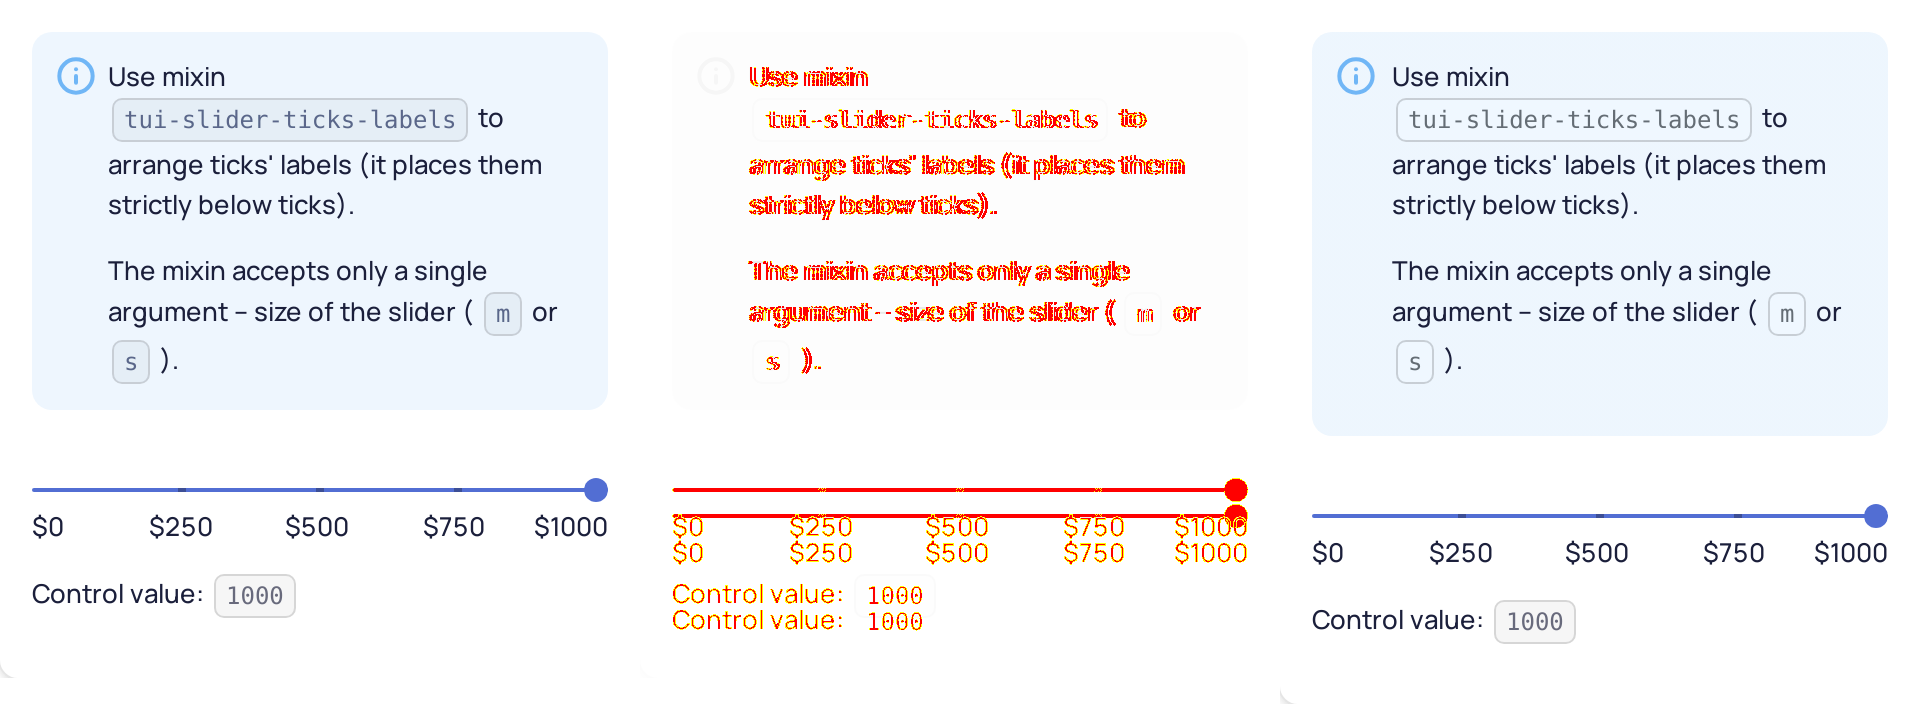 Use mixin
tui-slider-ticks-labels to
arrange ticks' labels (it places them
strictly below ticks).
The mixin accepts only a single
argument – size of the slider ( m or
s ).
$0 $250 $500 $750 $1000
Control value: 1000
Use mixin
tui-slider-ticks-labels to
arrange ticks' labels (it places them
strictly below ticks).
The mixin accepts only a single
argument – size of the slider ( m or
s ).
$0 $250 $500 $750 $1000
$0 $250 $500 $750 $1000
Control value: 1000
Control value: 1000
Use mixin
tui-slider-ticks-labels to
arrange ticks' labels (it places them
strictly below ticks).
The mixin accepts only a single
argument – size of the slider ( m or
s ).
$0 $250 $500 $750 $1000
Control value: 1000